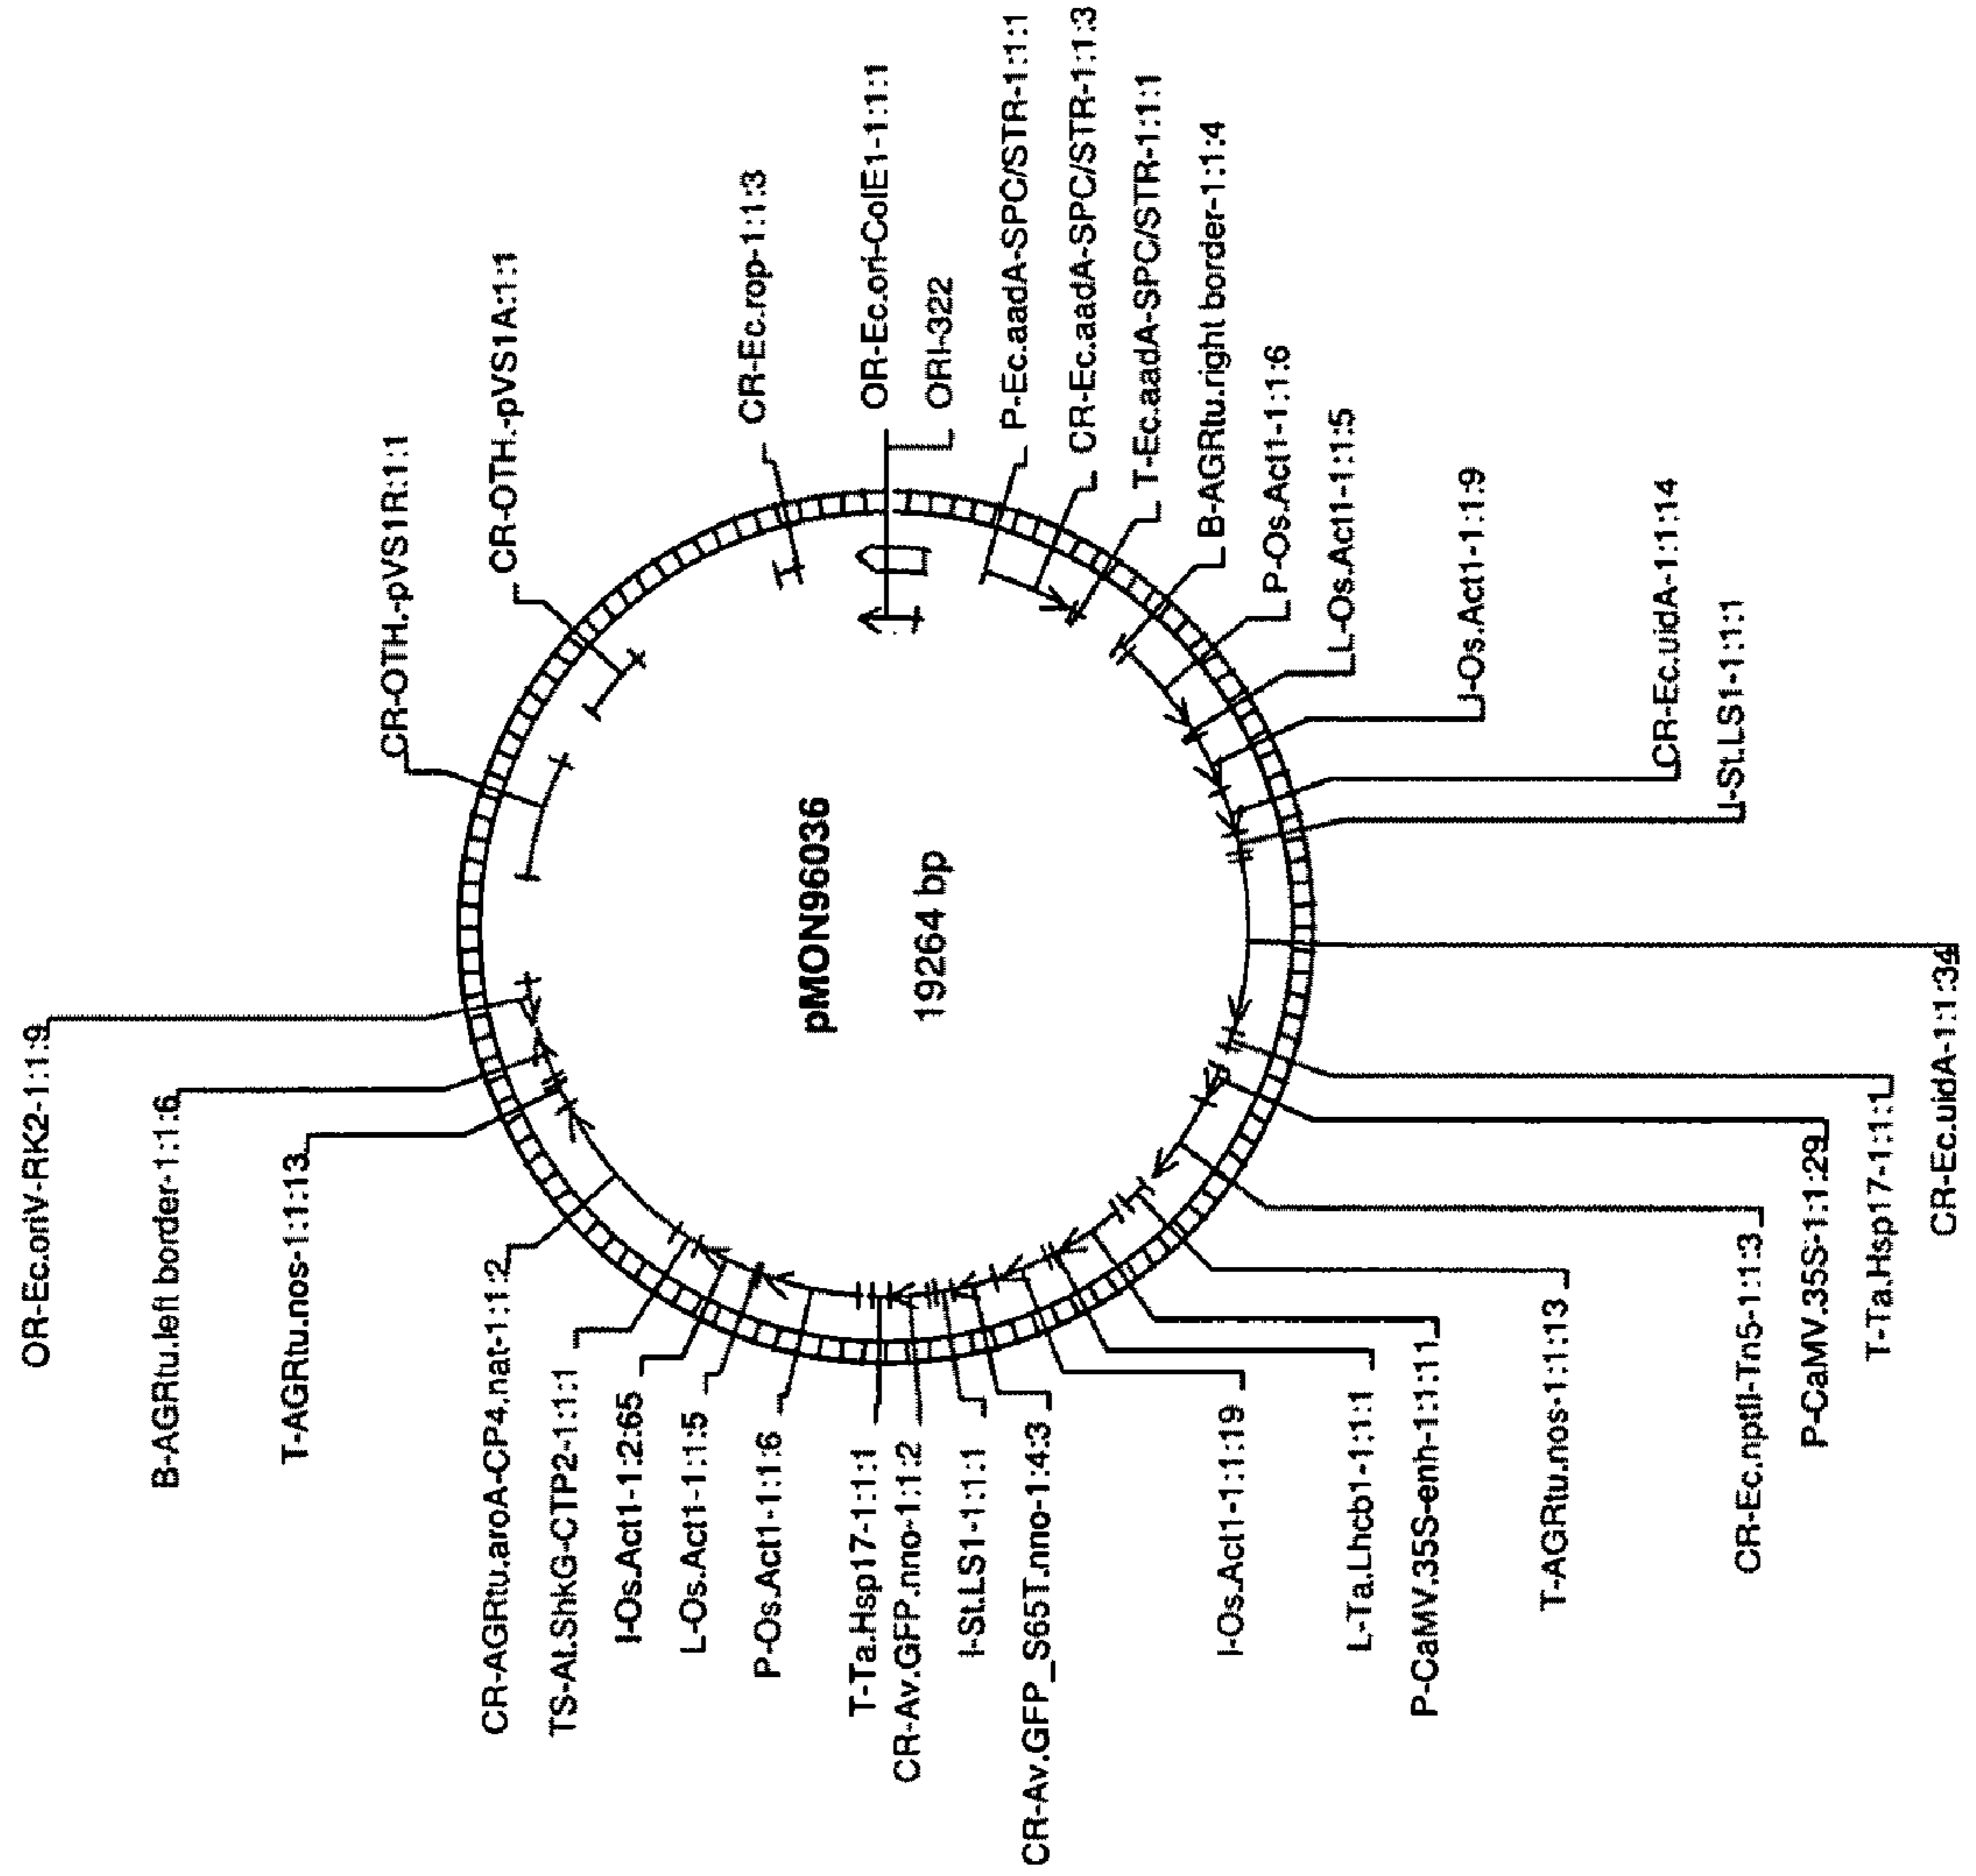 OR-Ec.oriV-RK2-1:1:9
B-AGRtu.left border-1:1:6
T-AGRtu.nos-1:1:13
CR-AGRtu.aroA-CP4.nat-1:1:2
TS-At.ShkG-CTP2-1:1:1
I-Os.Act1-1:2:65
L-Os.Act1-1:1:5
P-Os.Act1-1:1:6
T-Ta.Hsp17-1:1:1
CR-Av.GFP.nno-1:1:2
I-St.LS1-1:1:1
CR-Av.GFP_S65T.nno-1:4:3
I-Os.Act1-1:1:19
L-Ta.Lhcb1-1:1:1
P-CaMV.35S-enh-1:1:11
T-AGRtu.nos-1:1:13
CR-Ec.nptII-Tn5-1:1:3
P-CaMV.35S-1:1:29
T-Ta.Hsp17-1:1:1
CR-Ec.uidA-1:1:34
pMON96036
19264 bp
CR-OTH.-pVS1R:1:1
CR-OTH.-pVS1A:1:1
CR-Ec.rop-1:1:3
OR-Ec.ori-ColE1-1:1:1
ORI-322
P-Ec.aadA-SPC/STR-1:1:1
CR-Ec.aadA-SPC/STR-1:1:3
T-Ec.aadA-SPC/STR-1:1:1
B-AGRtu.right border-1:1:4
P-Os.Act1-1:1:6
L-Os.Act1-1:1:5
I-Os.Act1-1:1:9
CR-Ec.uidA-1:1:14
I-St.LS1-1:1:1